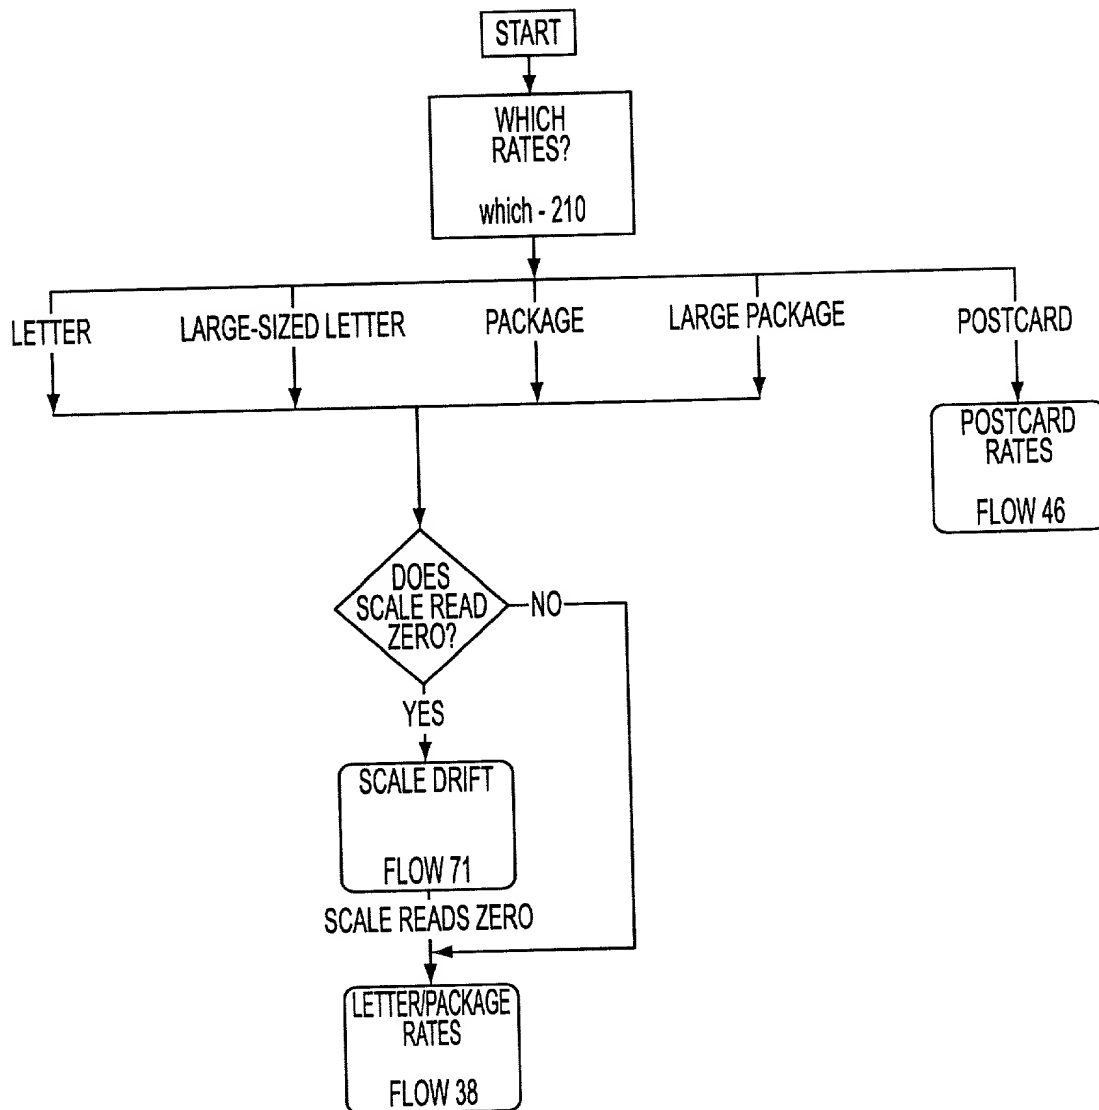 START
WHICH
RATES?
which - 210
LETTER
LARGE-SIZED LETTER
PACKAGE
LARGE PACKAGE
POSTCARD
POSTCARD
RATES
FLOW 46
DOES
SCALE READ
ZERO?
NO
YES
SCALE DRIFT
FLOW 71
SCALE READS ZERO
LETTER/PACKAGE
RATES
FLOW 38